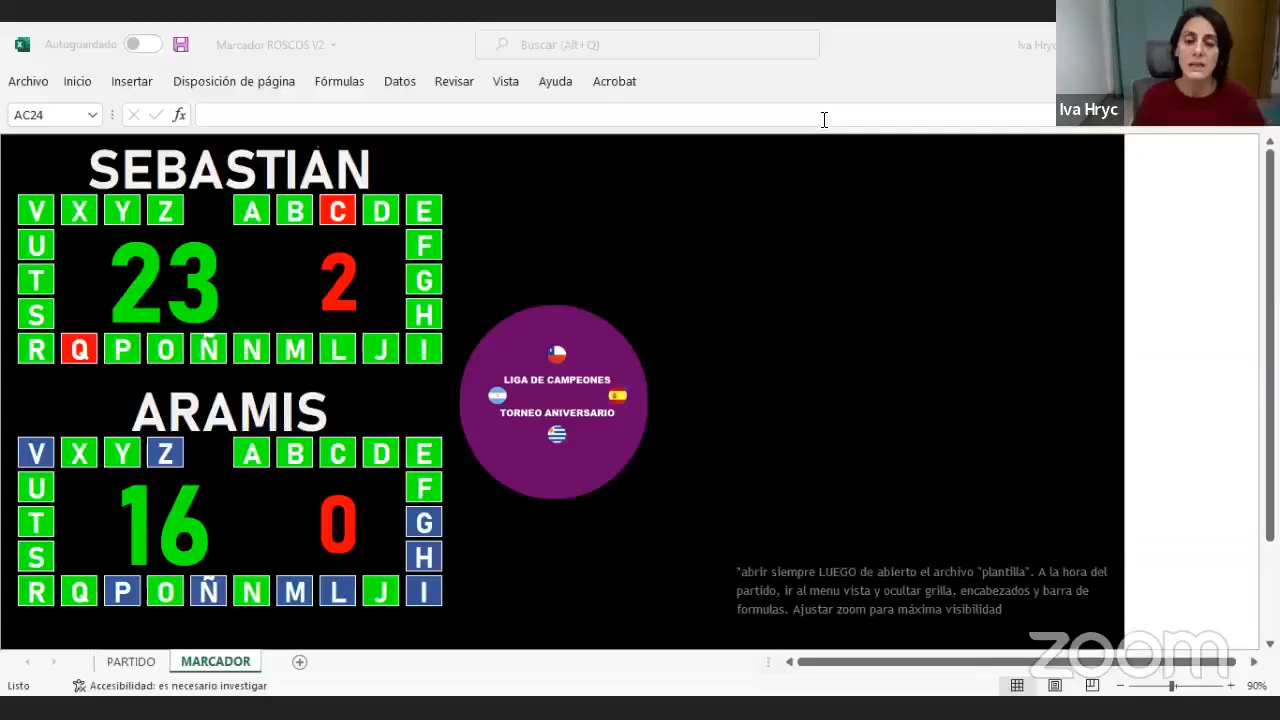 Autoguardado
Marcador ROSCOS V2
Buscar (Alt+Q)
Iva Hryc
Archivo Inicio Insertar Disposición de página Fórmulas Datos Revisar Vista Ayuda Acrobat
Iva Hryc
AC24 fx
SEBASTIAN
V X Y Z A B C D E
U 23 2 F
T G
S H
R Q P O Ñ N M L J I
ARAMIS
V X Y Z A B C D E
U 16 0 F
T G
S H
R Q P O Ñ N M L J I
LIGA DE CAMPEONES
TORNEO ANIVERSARIO
*abrir siempre LUEGO de abierto el archivo "plantilla". A la hora del
partido, ir al menu vista y ocultar grilla, encabezados y barra de
formulas. Ajustar zoom para máxima visibilidad
zoom
PARTIDO MARCADOR
Listo Accesibilidad: es necesario investigar 90%